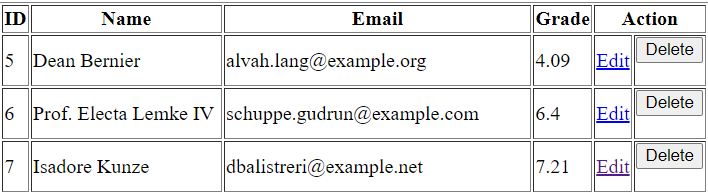 ID Name Email Grade Action
5 Dean Bernier alvah.lang@example.org 4.09 Edit Delete
6 Prof. Electa Lemke IV schuppe.gudrun@example.com 6.4 Edit Delete
7 Isadore Kunze dbalistreri@example.net 7.21 Edit Delete